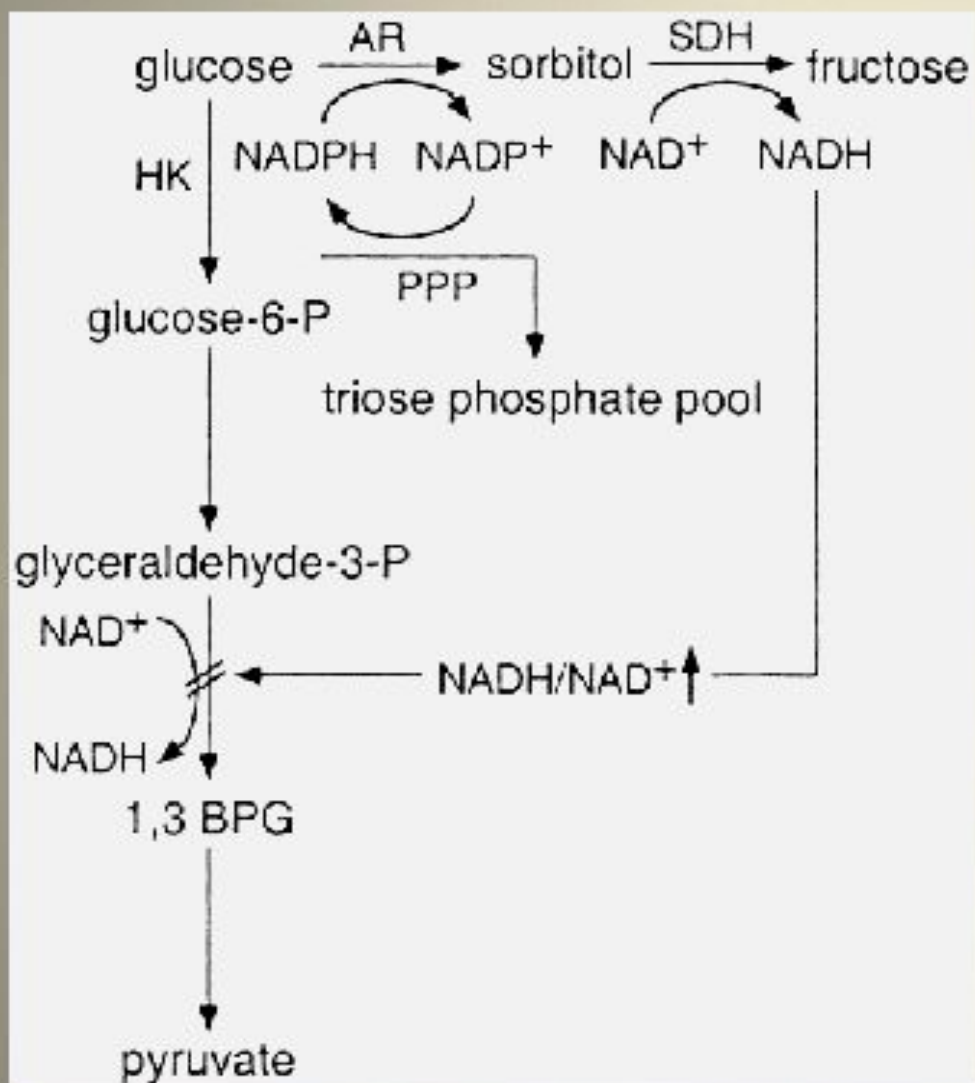 AR
SDH
glucose
sorbitol
fructose
NADPH
NADP+
NAD+
NADH
HK
PPP
glucose-6-P
triose phosphate pool
glyceraldehyde-3-P
NAD+
NADH/NAD+
NADH
1,3 BPG
pyruvate